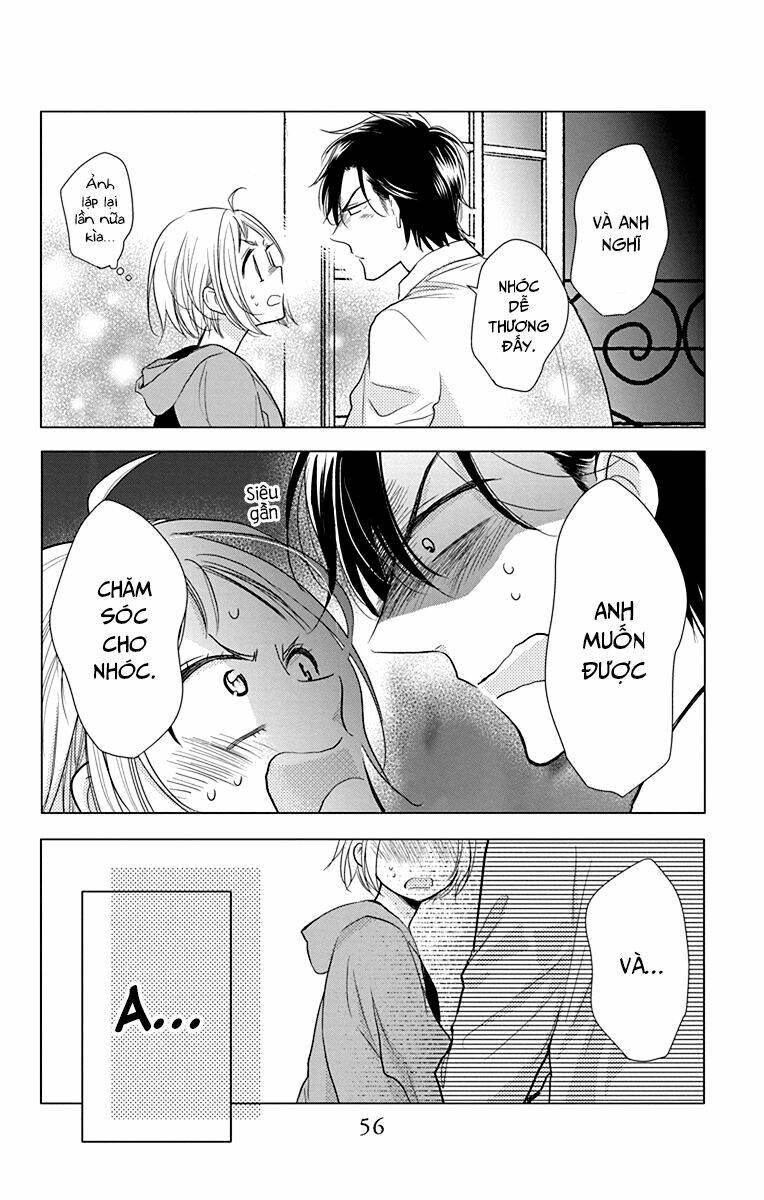 VÀ ANH
NGHĨ
NHÓC
DỄ
THƯƠNG
ĐẤY.
Ảnh
lặp lại
lần nữa
kìa...
ANH
MUỐN
ĐƯỢC
Siêu
gần
CHĂM
SÓC
CHO
NHÓC.
VÀ...
A...
56